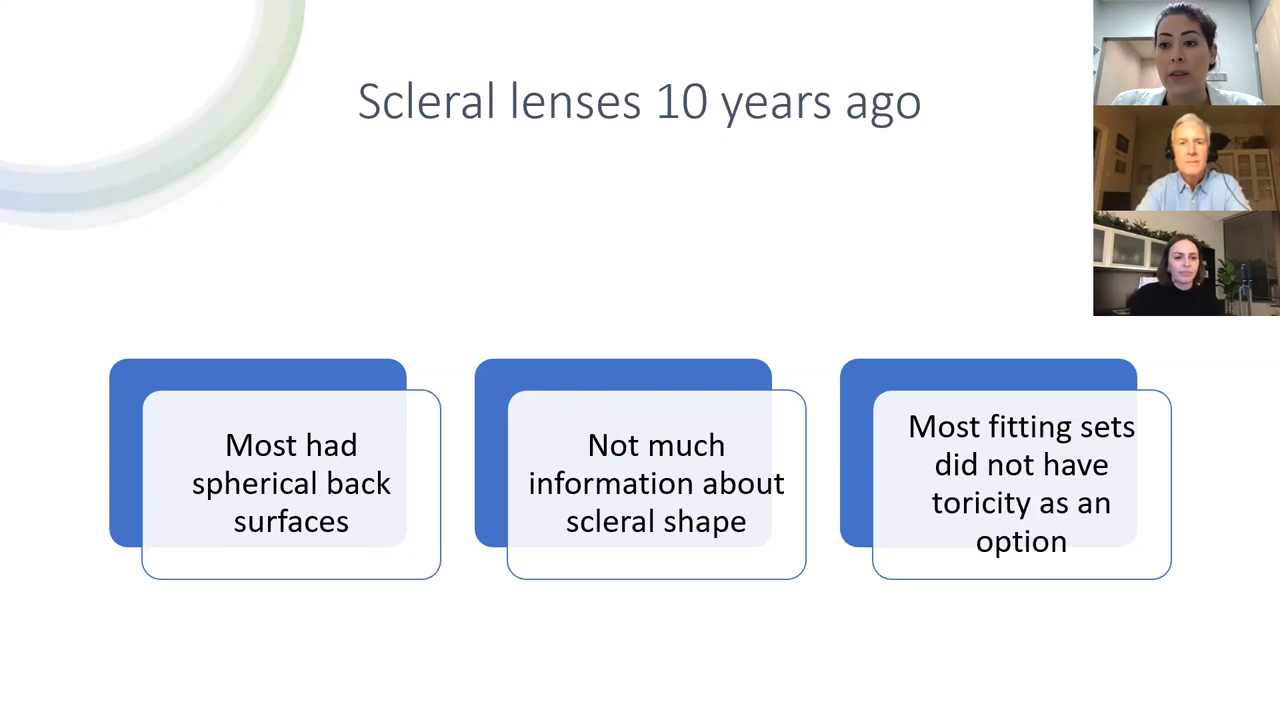 Scleral lenses 10 years ago
Most had
spherical back
surfaces
Not much
information about
scleral shape
Most fitting sets
did not have
toricity as an
option